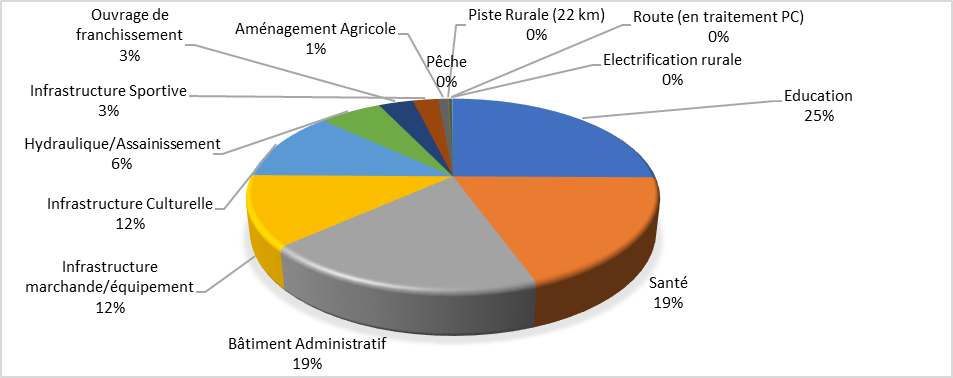 Ouvrage de
franchissement
3%
Aménagement Agricole
1%
Piste Rurale (22 km)
0%
Route (en traitement PC)
0%
Pêche
0%
Electrification rurale
0%
Infrastructure Sportive
3%
Education
25%
Hydraulique/Assainissement
6%
Infrastructure Culturelle
12%
Infrastructure
marchande/équipement
12%
Santé
19%
Bâtiment Administratif
19%